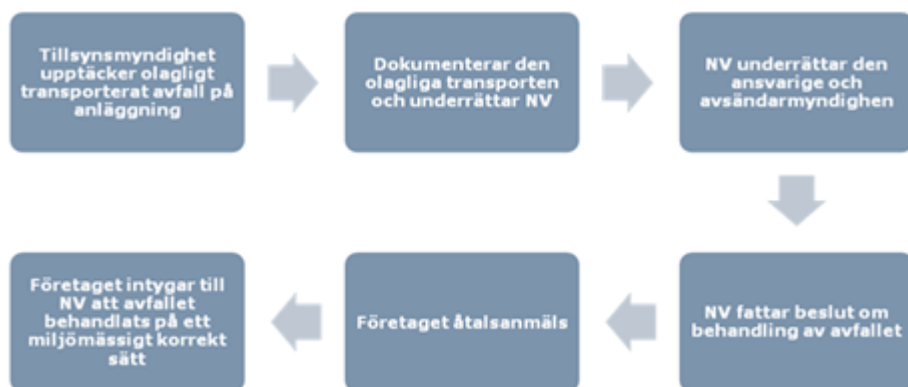 Tillsynsmyndighet
upptäcker olagligt
transporterat avfall på
anläggning
Dokumenterar den
olagliga transporten
och underrättar NV
NV underrättar den
ansvarige och
avsändarmyndighen
NV fattar beslut om
behandling av avfallet
Företaget åtalsanmäls
Företaget intygar till
NV att avfallet
behandlats på ett
miljömässigt korrekt
sätt